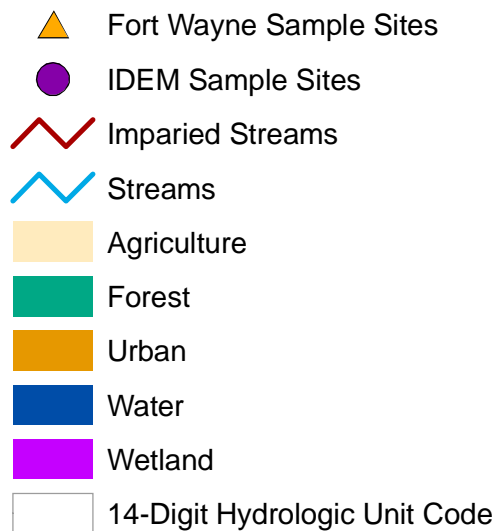 Fort Wayne Sample Sites
IDEM Sample Sites
Imparied Streams
Streams
Agriculture
Forest
Urban
Water
Wetland
14-Digit Hydrologic Unit Code